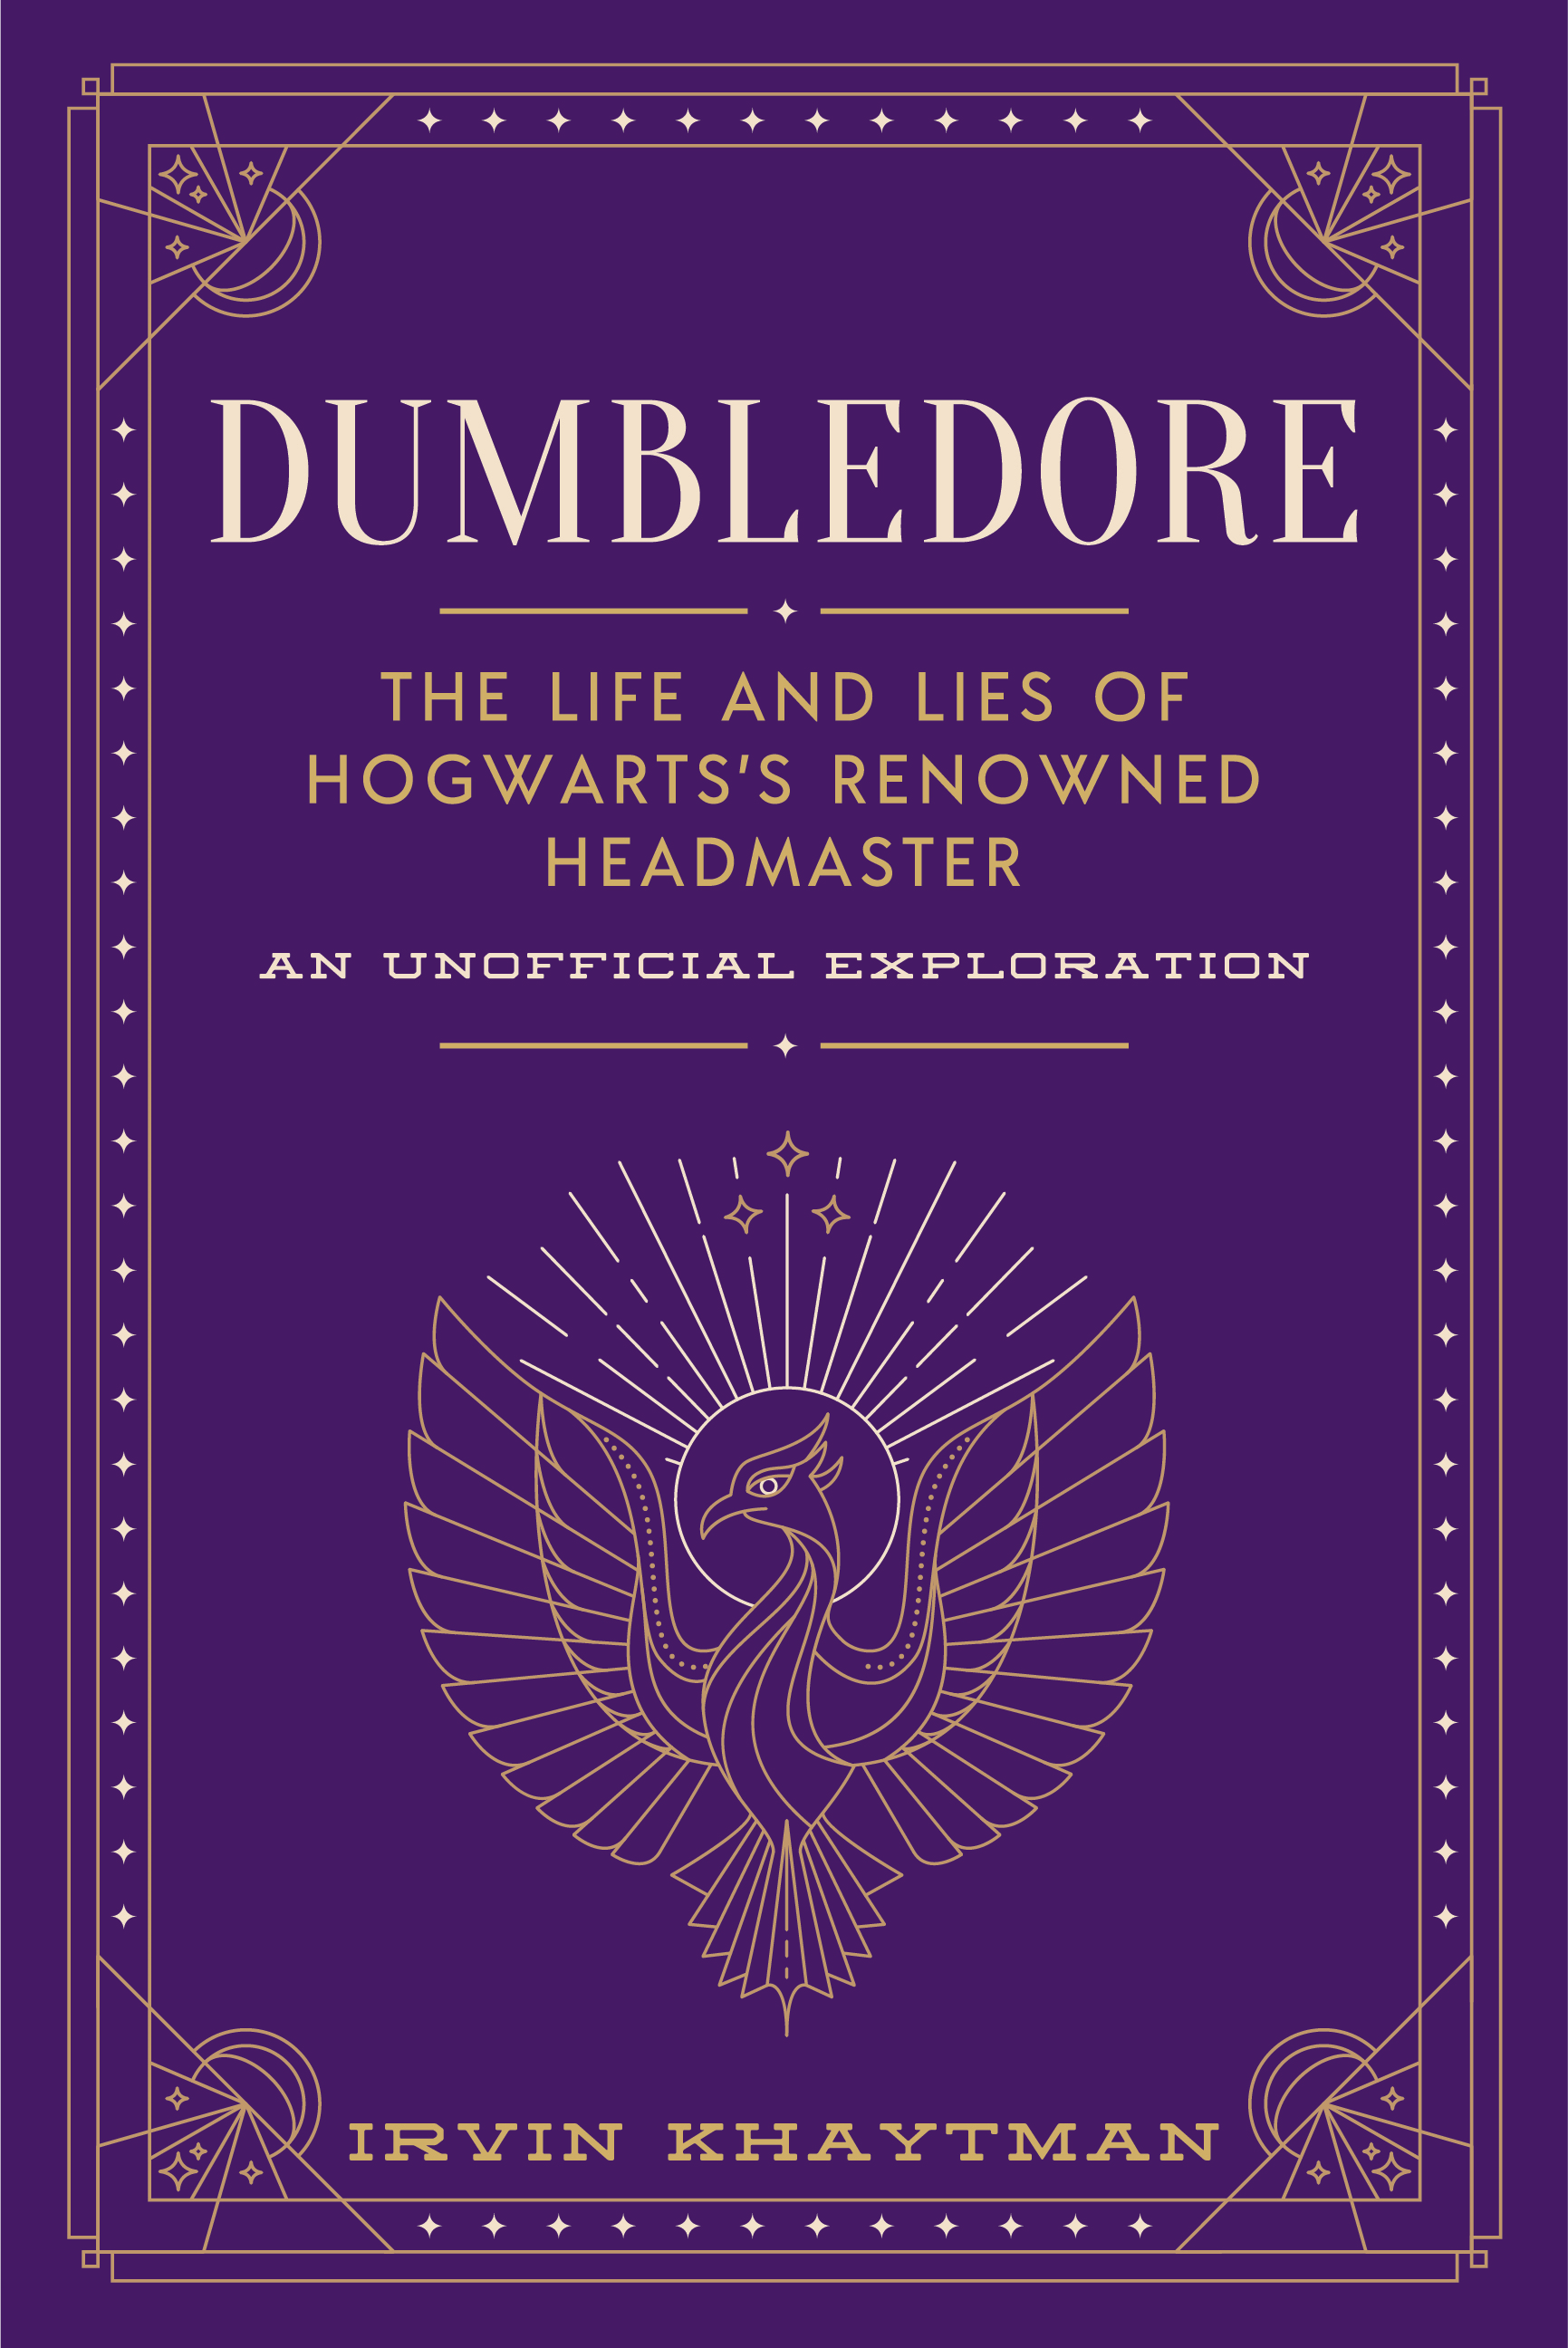 DUMBLEDORE
THE LIFE AND LIES OF
HOGWARTS'S RENOWNED
HEADMASTER
AN UNOFFICIAL EXPLORATION
IRVIN KHAYTMAN